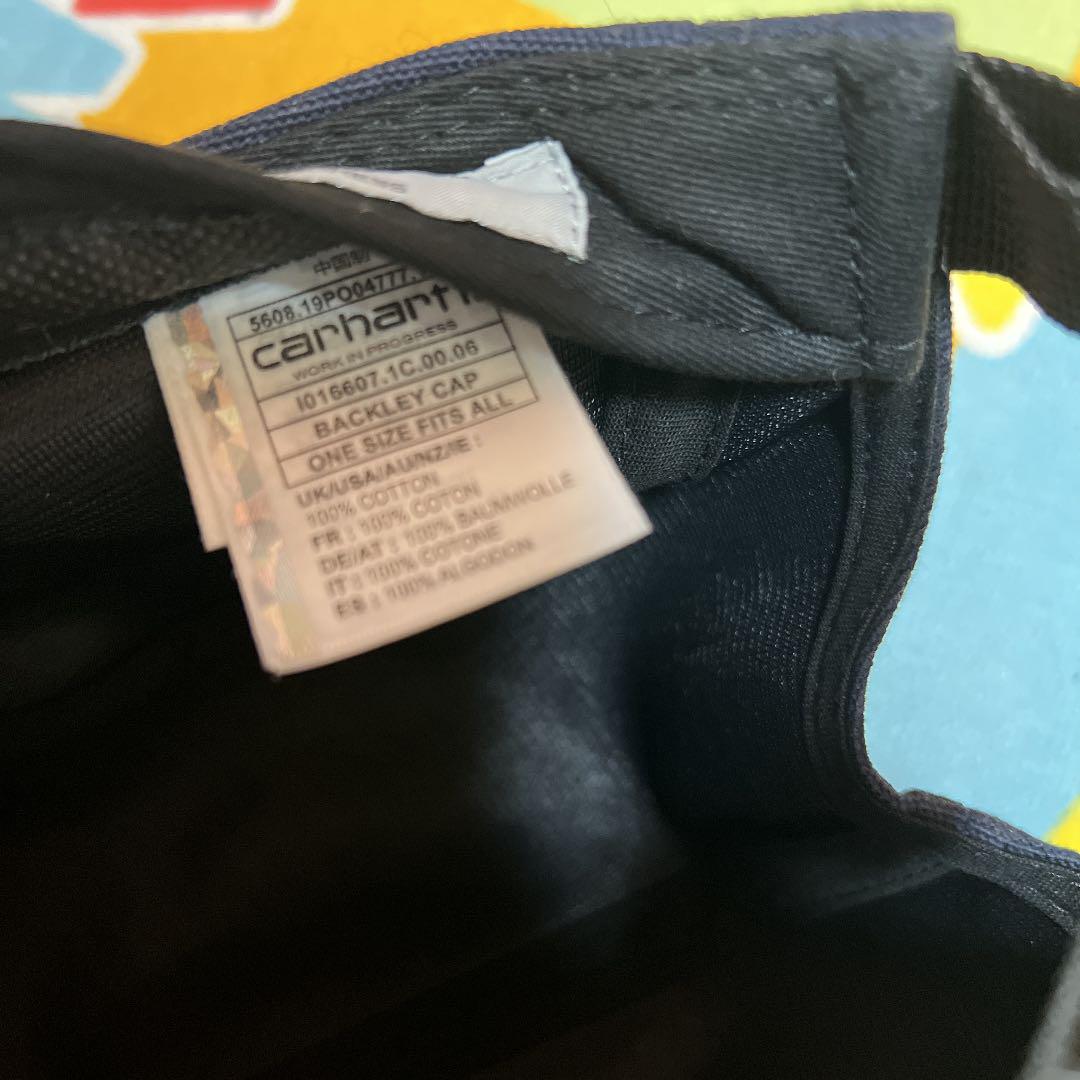 中国制
5608.19PO04777.
carhartt
WORK IN PROGRESS
I016607.1C.00.06
BACKLEY CAP
ONE SIZE FITS ALL
UK/USA/AU/NZ/IE :
100% COTTON
FR : 100% COTON
DE/AT : 100% BAUMWOLLE
IT : 100% COTONE
ES : 100% ALGODON